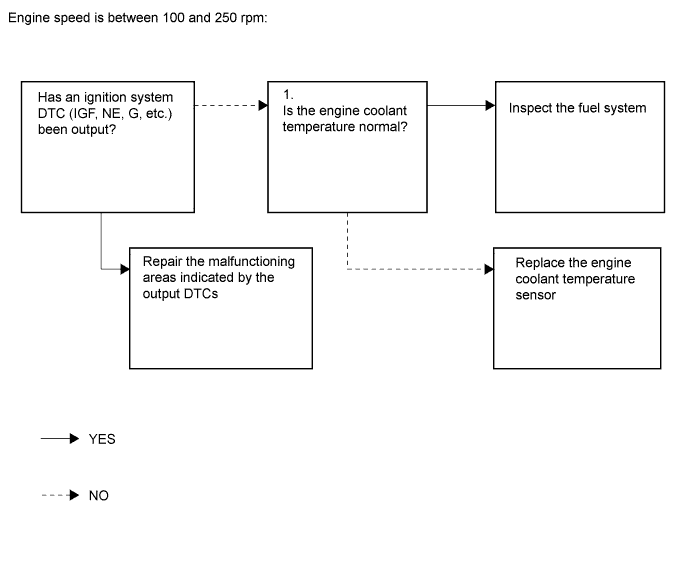 Engine speed is between 100 and 250 rpm:
Has an ignition system
DTC (IGF, NE, G, etc.)
been output?
1.
Is the engine coolant
temperature normal?
Inspect the fuel system
Repair the malfunctioning
areas indicated by the
output DTCs
Replace the engine
coolant temperature
sensor
YES
NO